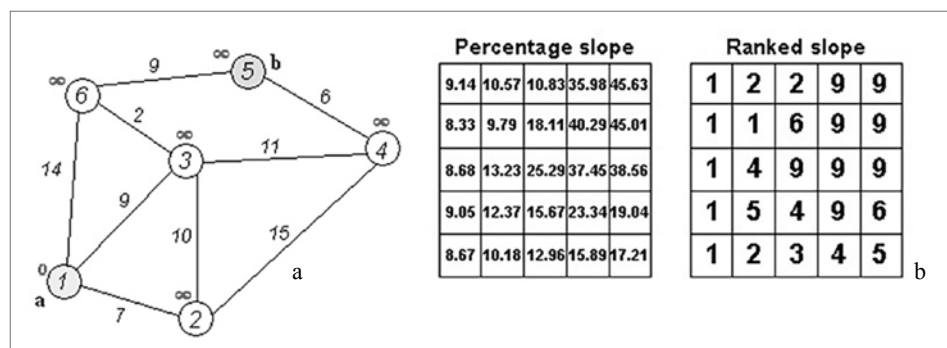 ∞
∞ 9 5 b
6
6
2
∞
∞
3
11
4
14
9
10
15
0
1
a
∞
7
2
a
Percentage slope
9.14 10.57 10.83 35.98 45.63
8.33 9.79 18.11 40.29 45.01
8.68 13.23 25.29 37.45 38.56
9.05 12.37 15.67 23.34 19.04
8.67 10.18 12.96 15.89 17.21
Ranked slope
1 2 2 9 9
1 1 6 9 9
1 4 9 9 9
1 5 4 9 6
1 2 3 4 5
b